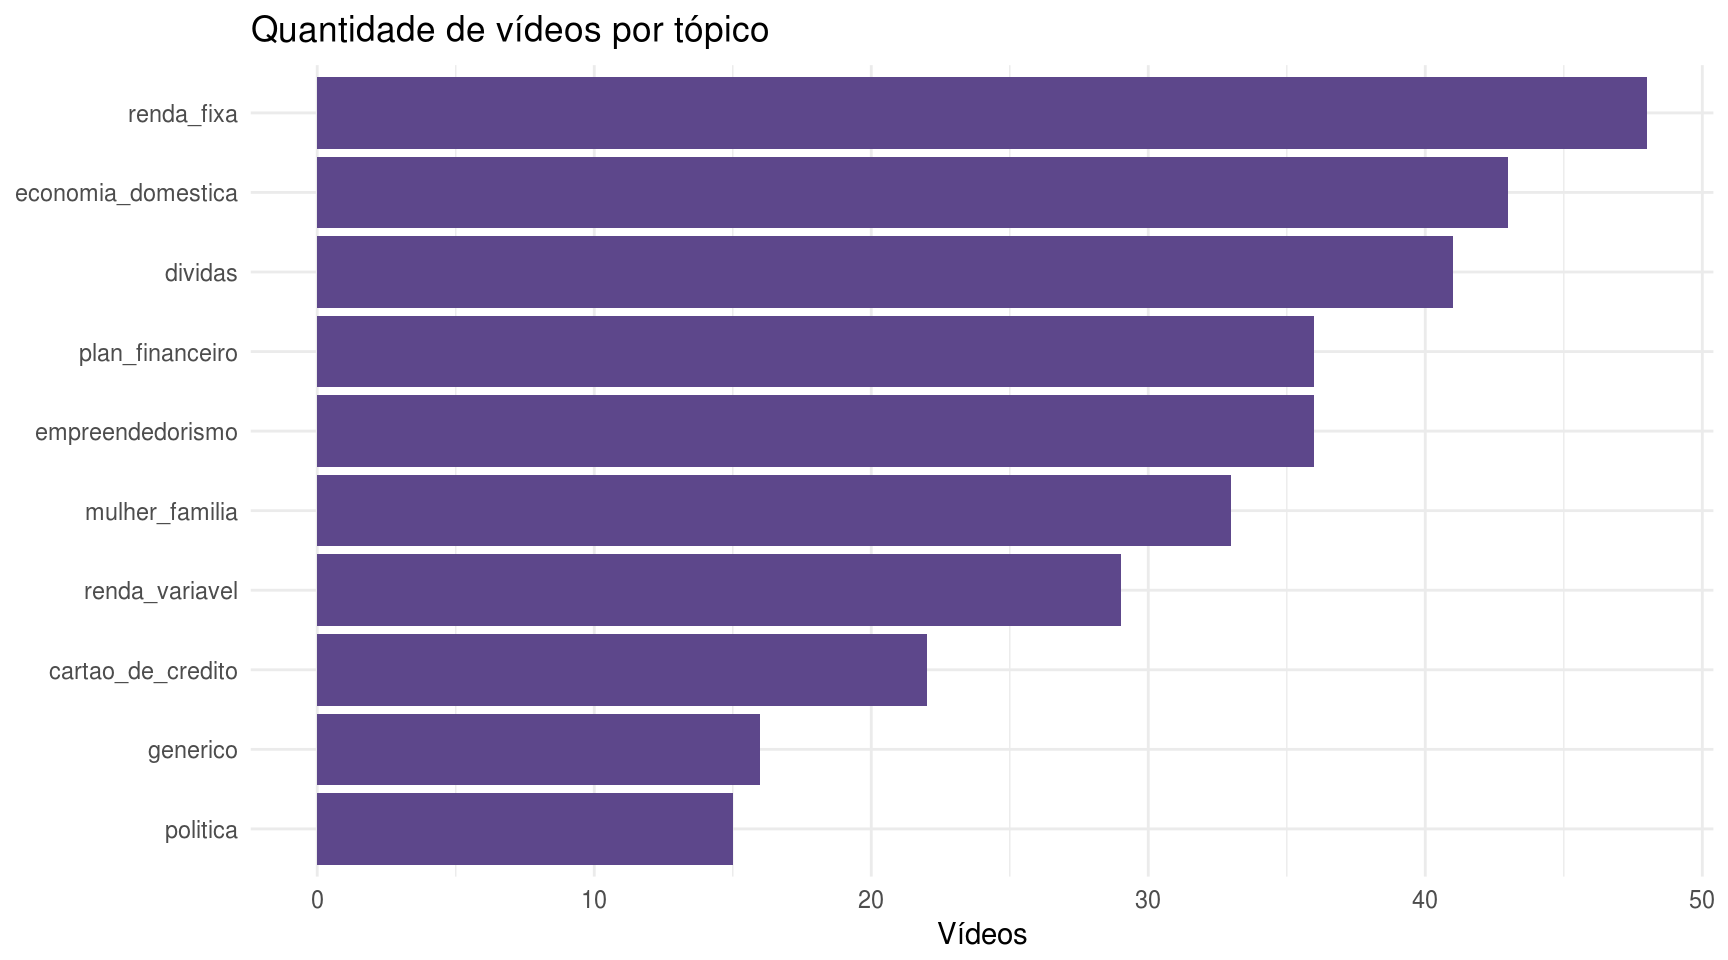 Quantidade de vídeos por tópico
renda_fixa
economia_domestica
dividas
plan_financeiro
empreendedorismo
mulher_familia
renda_variavel
cartao_de_credito
generico
politica
0 10 20 30 40 50
Vídeos